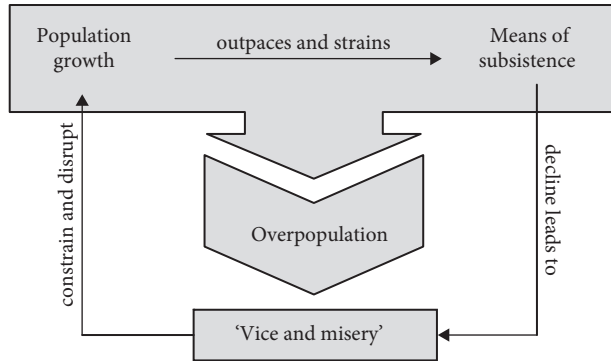 Population
growth
outpaces and strains
Means of
subsistence
constrain and disrupt
decline leads to
Overpopulation
‘Vice and misery’